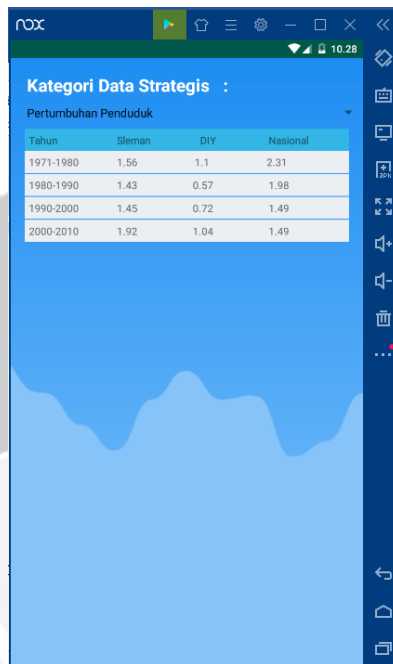 nox
10.28
Kategori Data Strategis :
Pertumbuhan Penduduk
Tahun Sleman DIY Nasional
1971-1980 1.56 1.1 2.31
1980-1990 1.43 0.57 1.98
1990-2000 1.45 0.72 1.49
2000-2010 1.92 1.04 1.49